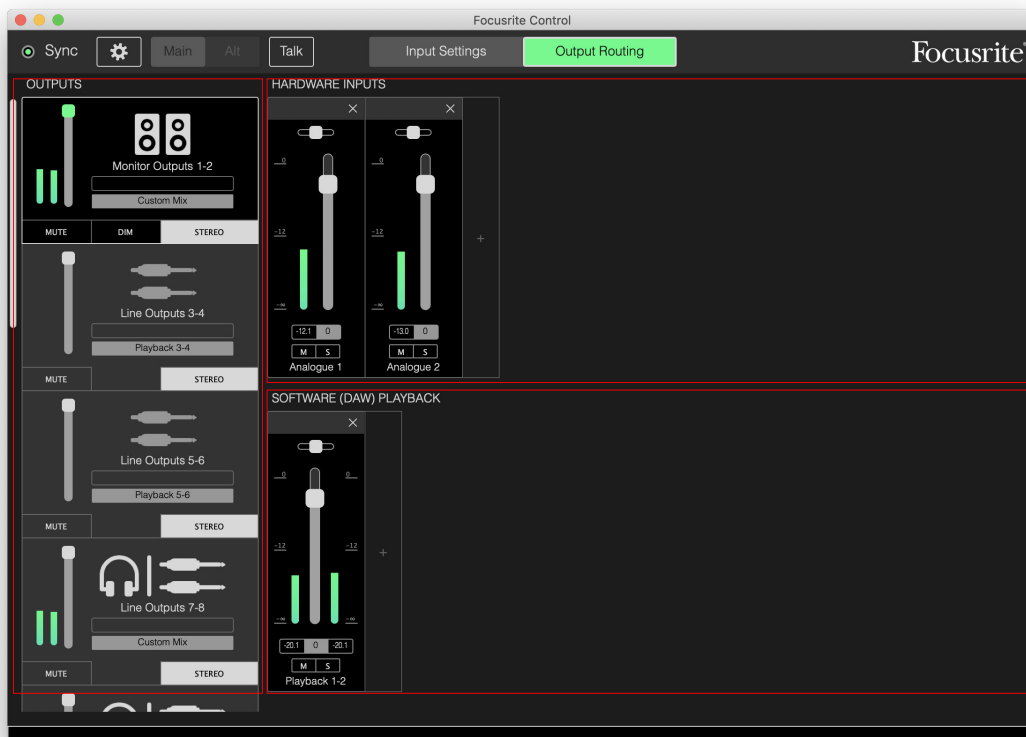 Focusrite Control
Sync Main Alt Talk Input Settings Output Routing Focusrite
OUTPUTS
Monitor Outputs 1-2
Custom Mix
MUTE DIM STEREO
Line Outputs 3-4
Playback 3-4
MUTE STEREO
Line Outputs 5-6
Playback 5-6
MUTE STEREO
Line Outputs 7-8
Custom Mix
MUTE STEREO
HARDWARE INPUTS
0 0
-12 -12
-∞ -∞
-12.1 0 -13.0 0
M S M S
Analogue 1 Analogue 2
SOFTWARE (DAW) PLAYBACK
0 0
-12 -12
-∞ -∞
-20.1 0 -20.1
M S
Playback 1-2